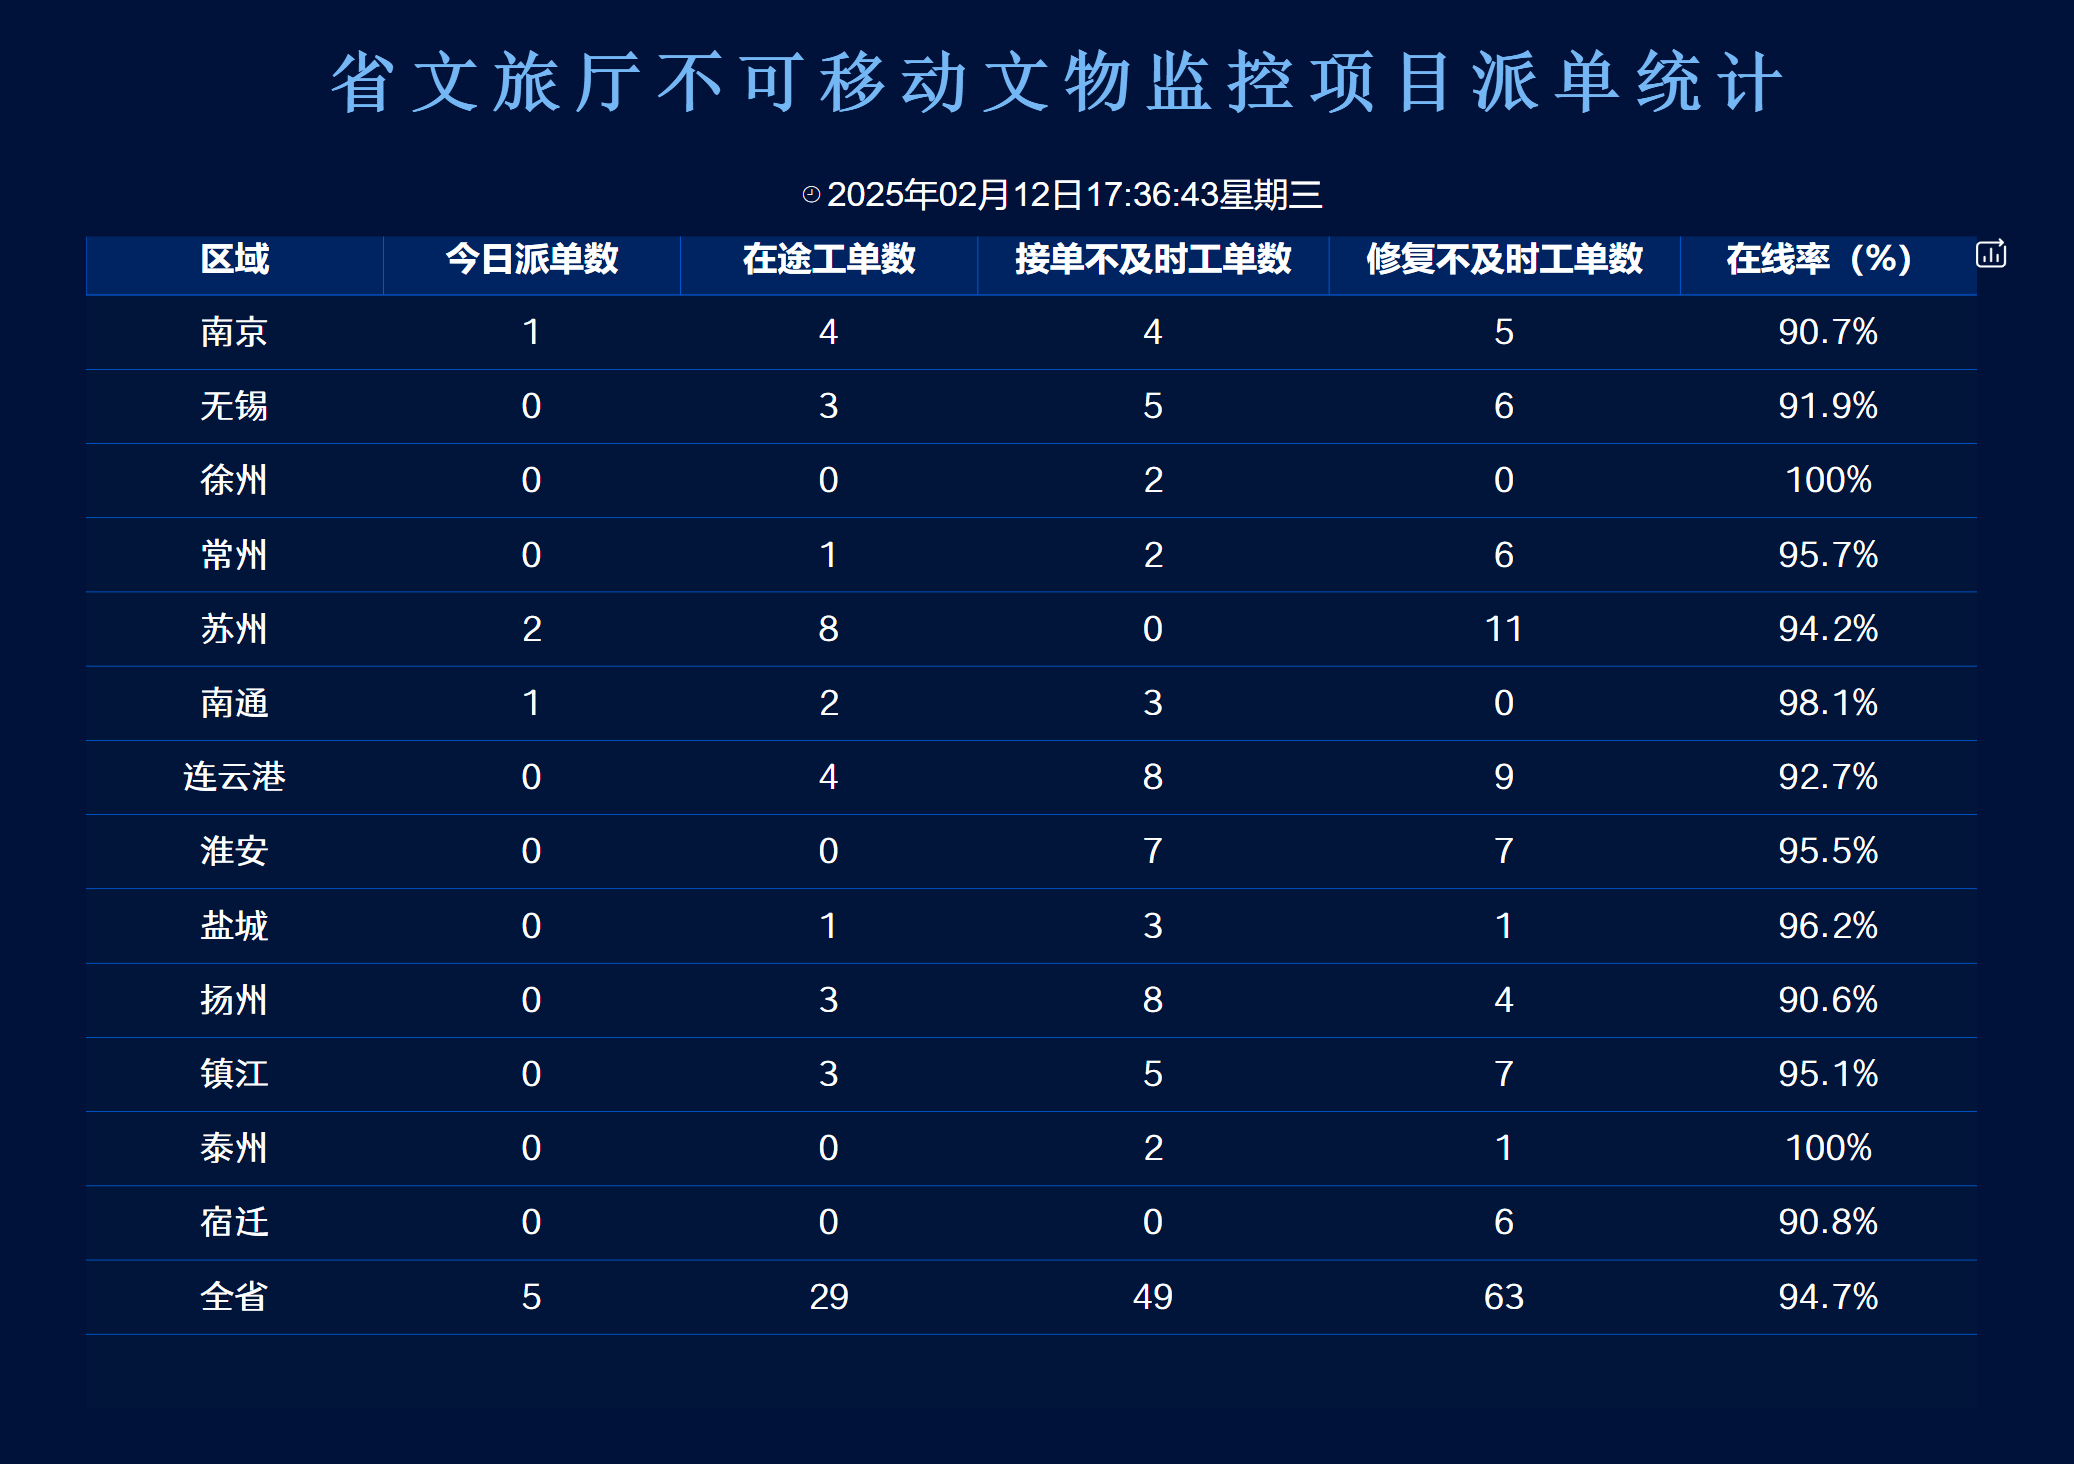 省文旅厅不可移动文物监控项目派单统计
2025年02月12日17:36:43星期三
区域 今日派单数 在途工单数 接单不及时工单数 修复不及时工单数 在线率（%）
南京 1 4 4 5 90.7%
无锡 0 3 5 6 91.9%
徐州 0 0 2 0 100%
常州 0 1 2 6 95.7%
苏州 2 8 0 11 94.2%
南通 1 2 3 0 98.1%
连云港 0 4 8 9 92.7%
淮安 0 0 7 7 95.5%
盐城 0 1 3 1 96.2%
扬州 0 3 8 4 90.6%
镇江 0 3 5 7 95.1%
泰州 0 0 2 1 100%
宿迁 0 0 0 6 90.8%
全省 5 29 49 63 94.7%